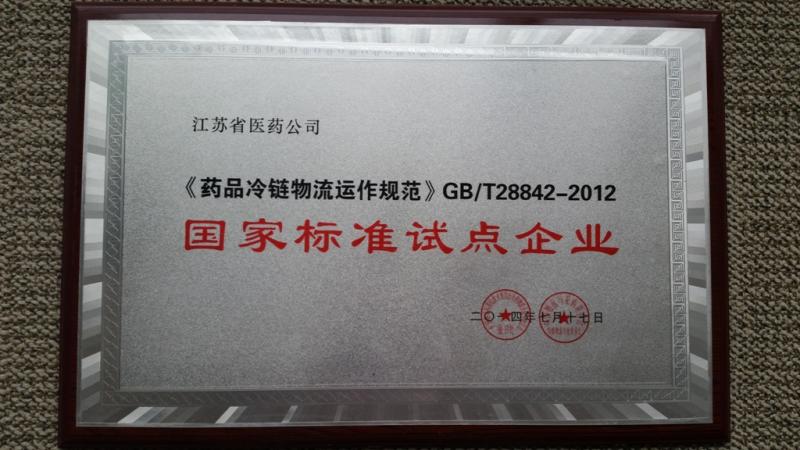 江苏省医药公司
《药品冷链物流运作规范》GB/T28842-2012
国家标准试点企业
二〇一四年七月十七日